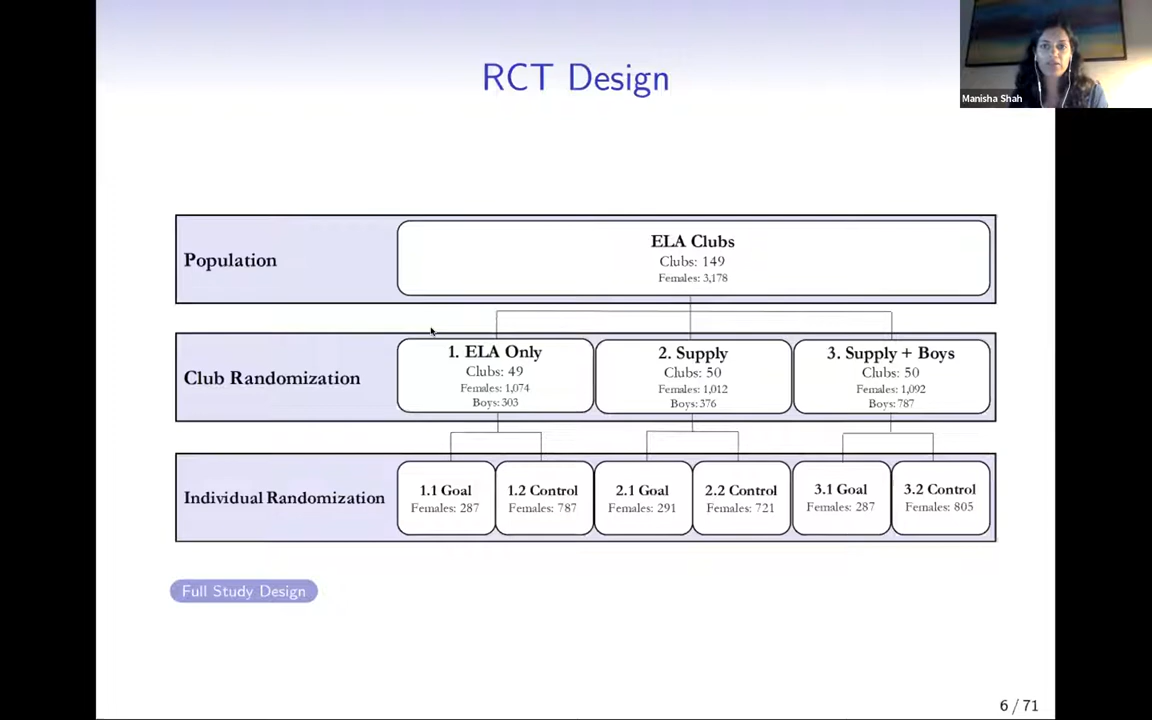 RCT Design
Manisha Shah
Population
ELA Clubs
Clubs: 149
Females: 3,178
Club Randomization
1. ELA Only
Clubs: 49
Females: 1,074
Boys: 303
2. Supply
Clubs: 50
Females: 1,012
Boys: 376
3. Supply + Boys
Clubs: 50
Females: 1,092
Boys: 787
Individual Randomization
1.1 Goal
Females: 287
1.2 Control
Females: 787
2.1 Goal
Females: 291
2.2 Control
Females: 721
3.1 Goal
Females: 287
3.2 Control
Females: 805
Full Study Design
6 / 71